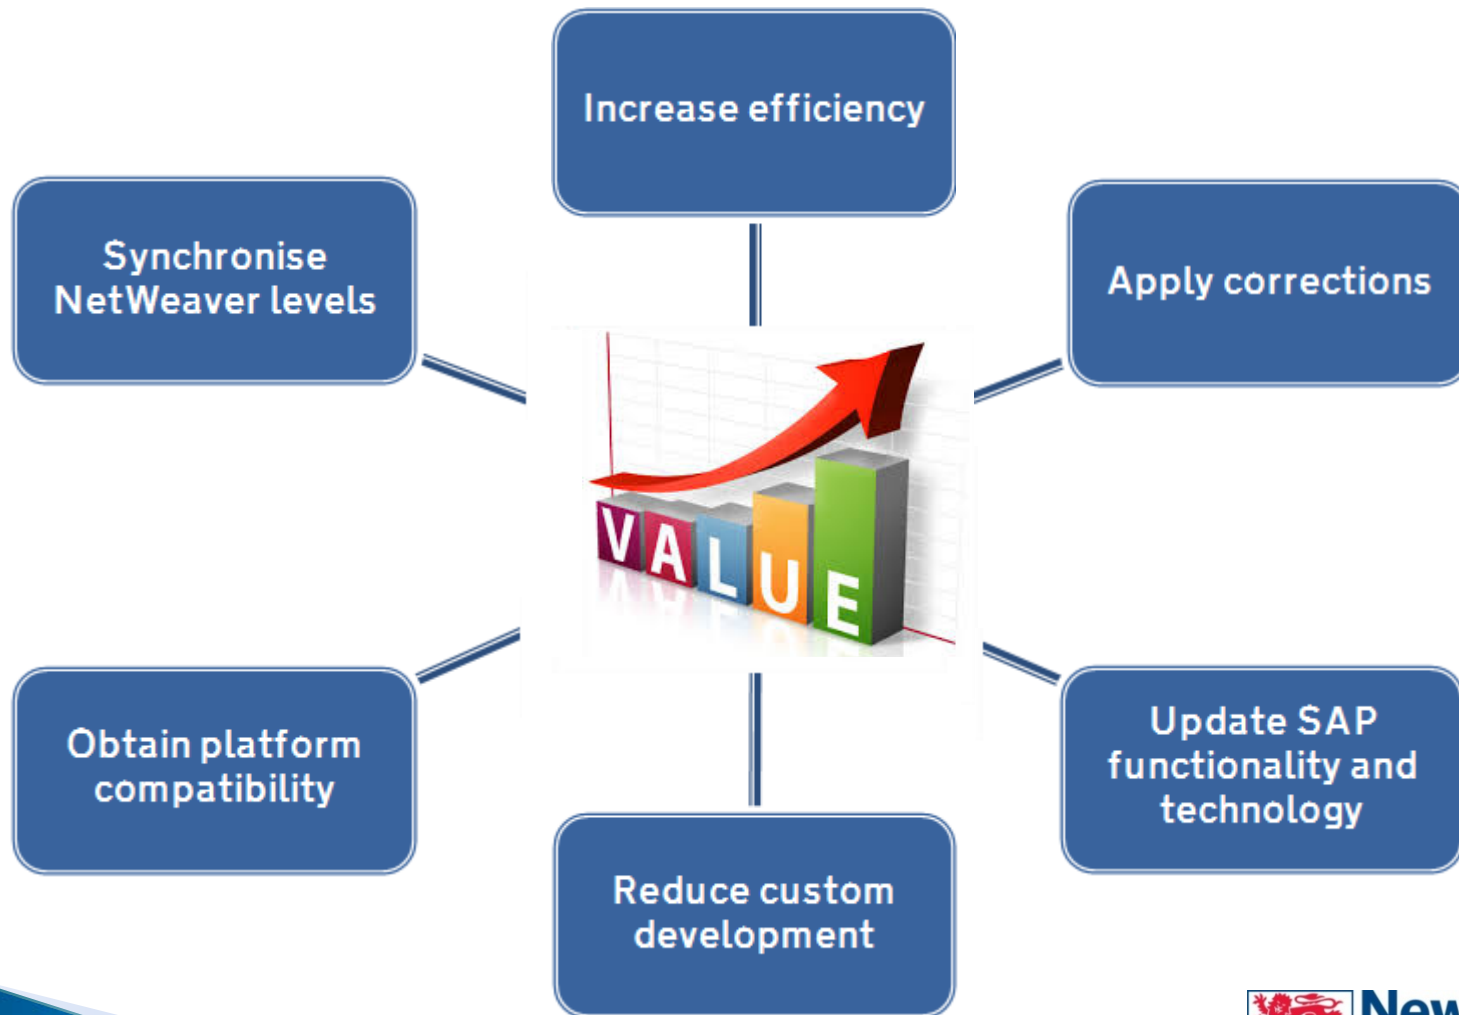 Increase efficiency
Synchronise
NetWeaver levels
Apply corrections
VALUE
Obtain platform
compatibility
Update SAP
functionality and
technology
Reduce custom
development